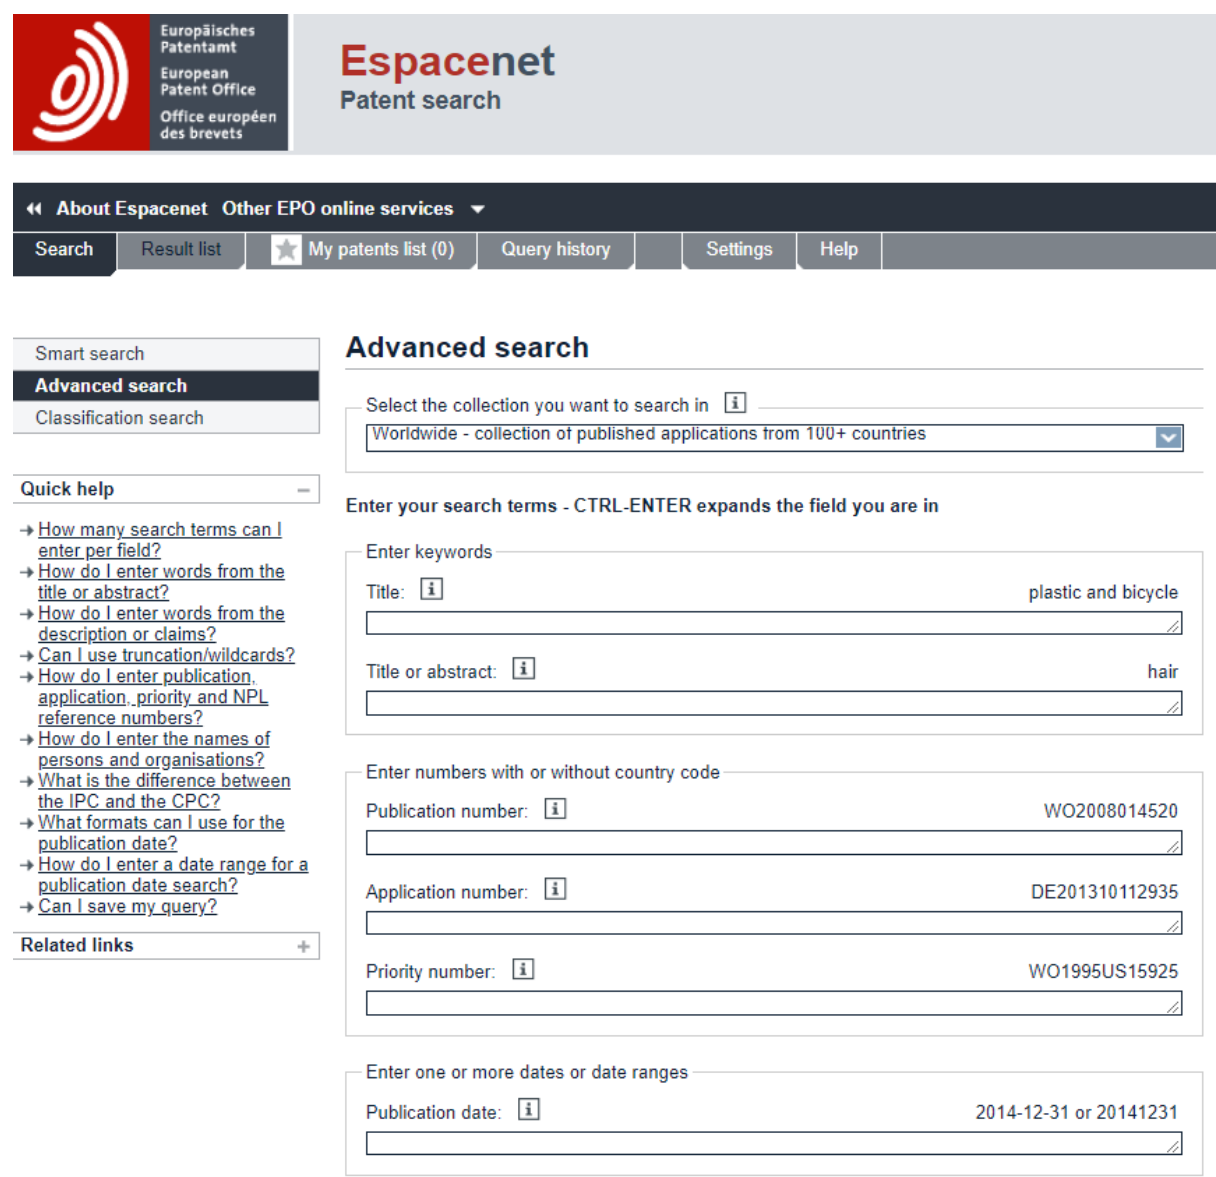 Europäisches
Patentamt
European
Patent Office
Office européen
des brevets
Espacenet
Patent search
About Espacenet Other EPO online services
Search Result list My patents list (0) Query history Settings Help
Smart search
Advanced search
Classification search
Quick help
How many search terms can I
enter per field?
How do I enter words from the
title or abstract?
How do I enter words from the
description or claims?
Can I use truncation/wildcards?
How do I enter publication,
application, priority and NPL
reference numbers?
How do I enter the names of
persons and organisations?
What is the difference between
the IPC and the CPC?
What formats can I use for the
publication date?
How do I enter a date range for a
publication date search?
Can I save my query?
Related links
Advanced search
Select the collection you want to search in
Worldwide - collection of published applications from 100+ countries
Enter your search terms - CTRL-ENTER expands the field you are in
Enter keywords
Title: plastic and bicycle
Title or abstract: hair
Enter numbers with or without country code
Publication number: WO2008014520
Application number: DE201310112935
Priority number: WO1995US15925
Enter one or more dates or date ranges
Publication date: 2014-12-31 or 20141231